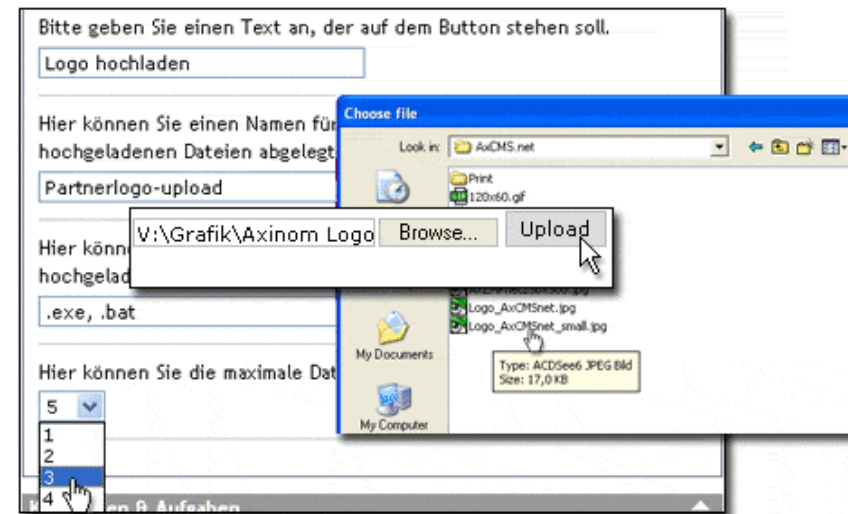 Bitte geben Sie einen Text an, der auf dem Button stehen soll.
Logo hochladen
Hier können Sie einen Namen für
hochgeladenen Dateien abgelegt
Partnerlogo-upload
Choose file
Look in:
AxCMS.net
Print
120x60.gif
V:\Grafik\Axinom Logo
Browse...
Upload
Hier könn
hochgelad
.exe, .bat
Logo_AxCMSnet.jpg
Logo_AxCMSnet_small.jpg
My Documents
Type: ACDSee6 JPEG Bild
Size: 17,0 KB
My Computer
Hier können Sie die maximale Dat
5
1
2
3
4
en & Aufgaben